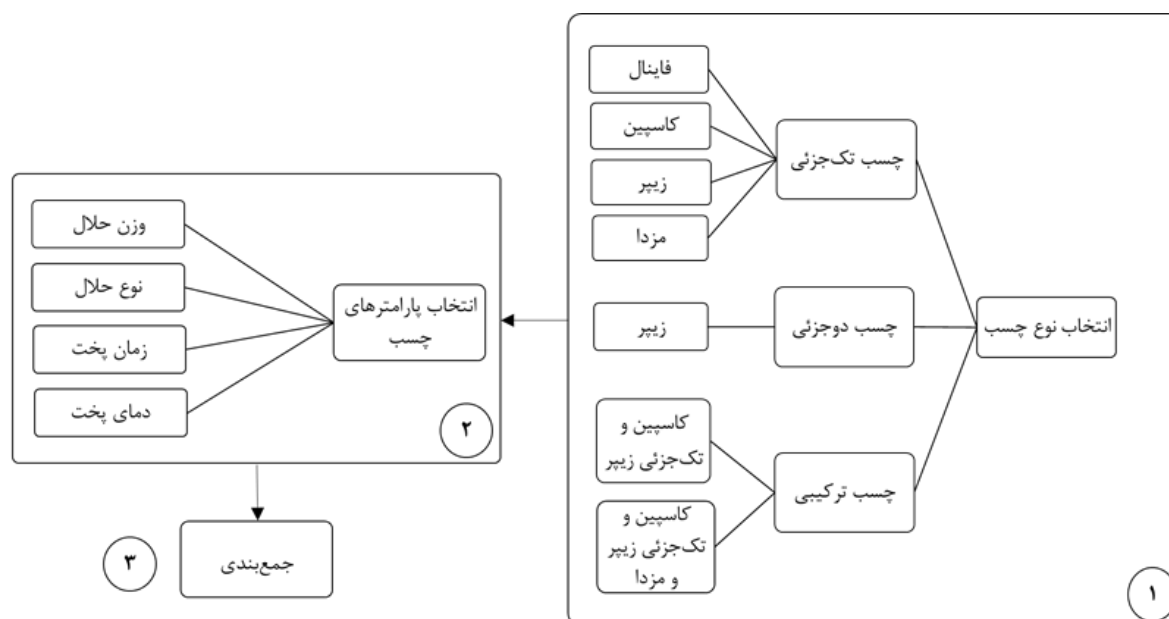 انتخاب نوع چسب
چسب تک‌جزئی
فاینال
کاسپین
زیپر
مزدا
چسب دوجزئی
زیپر
چسب ترکیبی
کاسپین و
تک‌جزئی زیپر
کاسپین و
تک‌جزئی زیپر
و مزدا
۱
انتخاب پارامترهای
چسب
وزن حلال
نوع حلال
زمان پخت
دمای پخت
۲
جمع‌بندی
۳